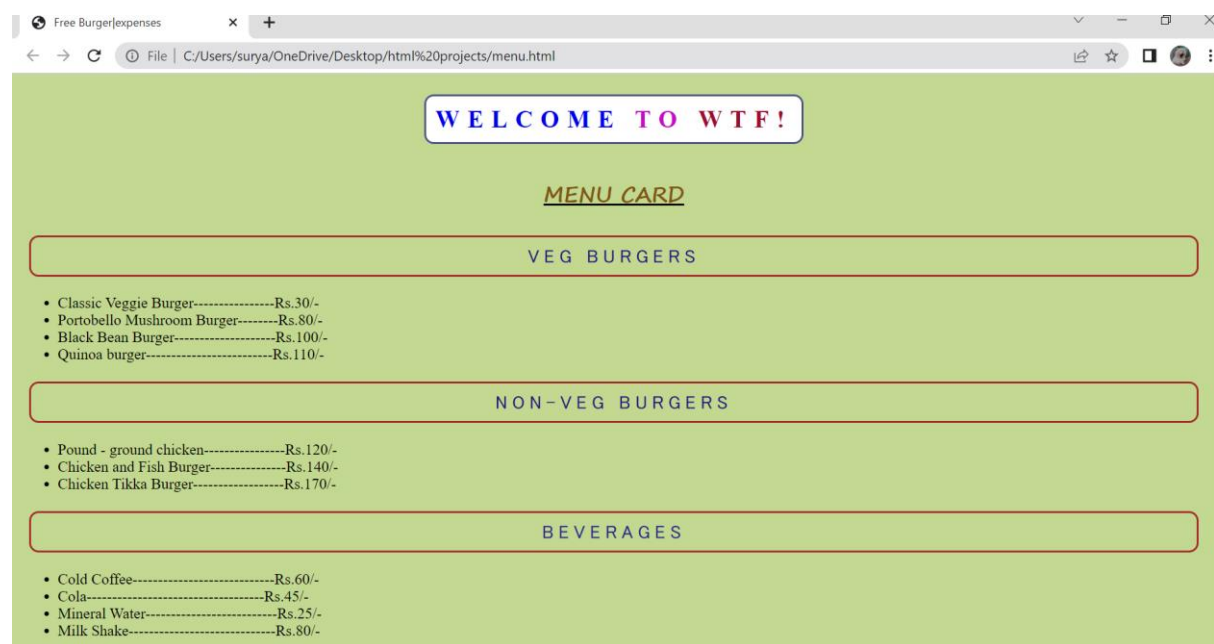 Free Burger|expenses
File | C:/Users/surya/OneDrive/Desktop/html%20projects/menu.html
WELCOME TO WTF!
MENU CARD
VEG BURGERS
• Classic Veggie Burger----------------Rs.30/-
• Portobello Mushroom Burger--------Rs.80/-
• Black Bean Burger--------------------Rs.100/-
• Quinoa burger-------------------------Rs.110/-
NON-VEG BURGERS
• Pound - ground chicken----------------Rs.120/-
• Chicken and Fish Burger---------------Rs.140/-
• Chicken Tikka Burger------------------Rs.170/-
BEVERAGES
• Cold Coffee----------------------------Rs.60/-
• Cola-----------------------------------Rs.45/-
• Mineral Water--------------------------Rs.25/-
• Milk Shake-----------------------------Rs.80/-